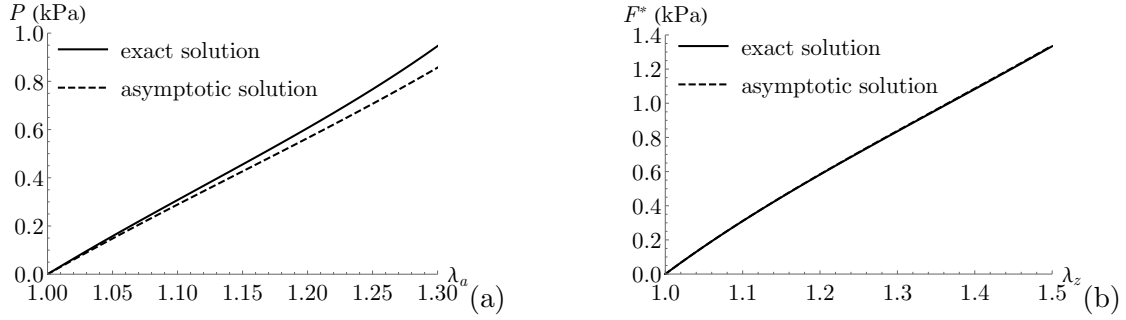 P (kPa)
1.0
0.8
0.6
0.4
0.2
0.0
exact solution
asymptotic solution
1.00 1.05 1.10 1.15 1.20 1.25 1.30
λa
(a)
F* (kPa)
1.4
1.2
1.0
0.8
0.6
0.4
0.2
0.0
exact solution
asymptotic solution
1.0 1.1 1.2 1.3 1.4 1.5
λz
(b)